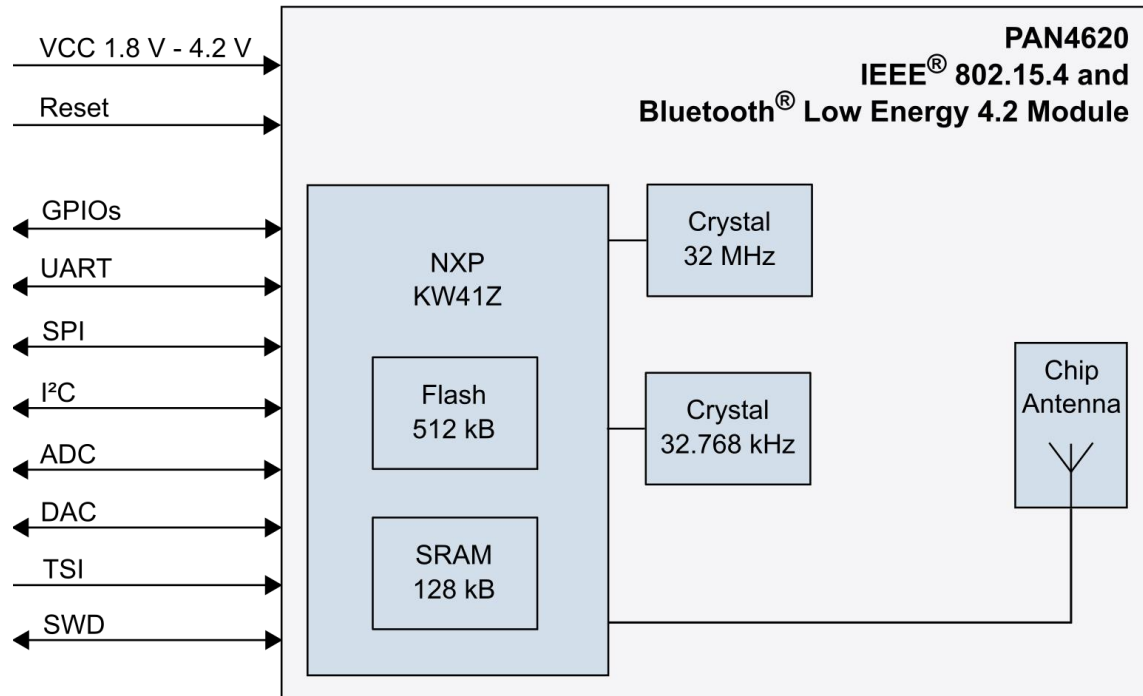 VCC 1.8 V - 4.2 V
Reset
GPIOs
UART
SPI
I²C
ADC
DAC
TSI
SWD
PAN4620
IEEE® 802.15.4 and
Bluetooth® Low Energy 4.2 Module
NXP
KW41Z
Flash
512 kB
SRAM
128 kB
Crystal
32 MHz
Crystal
32.768 kHz
Chip
Antenna